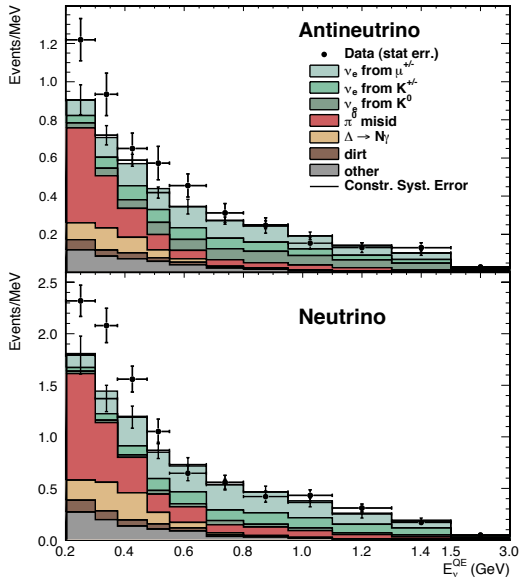 Antineutrino
Events/MeV
1.2
1.0
0.8
0.6
0.4
0.2
Data (stat err.)
νe from μ+/-
νe from K+/-
νe from K0
π0 misid
Δ → Nγ
dirt
other
Constr. Syst. Error
Neutrino
Events/MeV
2.5
2.0
1.5
1.0
0.5
0.0
0.2 0.4 0.6 0.8 1.0 1.2 1.4 1.5 3.0
EνQE (GeV)